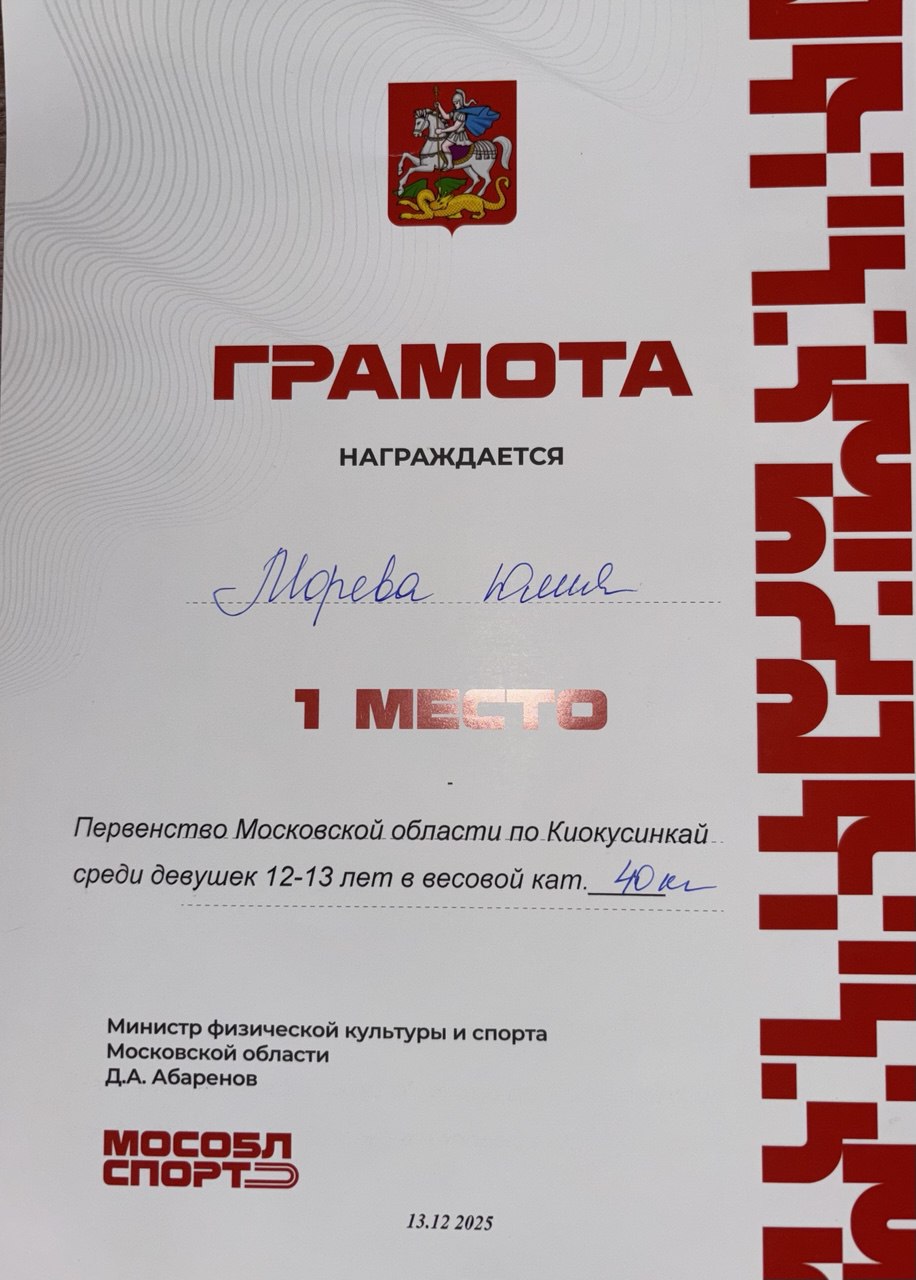 ГРАМОТА
НАГРАЖДАЕТСЯ
Морева Юлия
1 МЕСТО
-
Первенство Московской области по Киокусинкай
среди девушек 12-13 лет в весовой кат. 40 кг
Министр физической культуры и спорта
Московской области
Д.А. Абаренов
МОСОБЛ
СПОРТ
13.12 2025